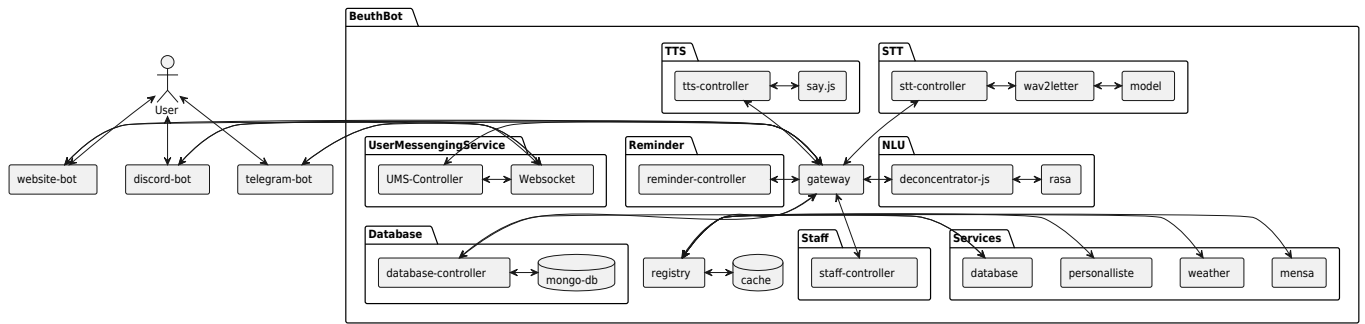 BeuthBot
TTS
STT
tts-controller
say.js
stt-controller
wav2letter
model
User
UserMessengingService
Reminder
NLU
website-bot
discord-bot
telegram-bot
UMS-Controller
Websocket
reminder-controller
gateway
deconcentrator-js
rasa
Database
Staff
Services
database-controller
mongo-db
registry
cache
staff-controller
database
personalliste
weather
mensa